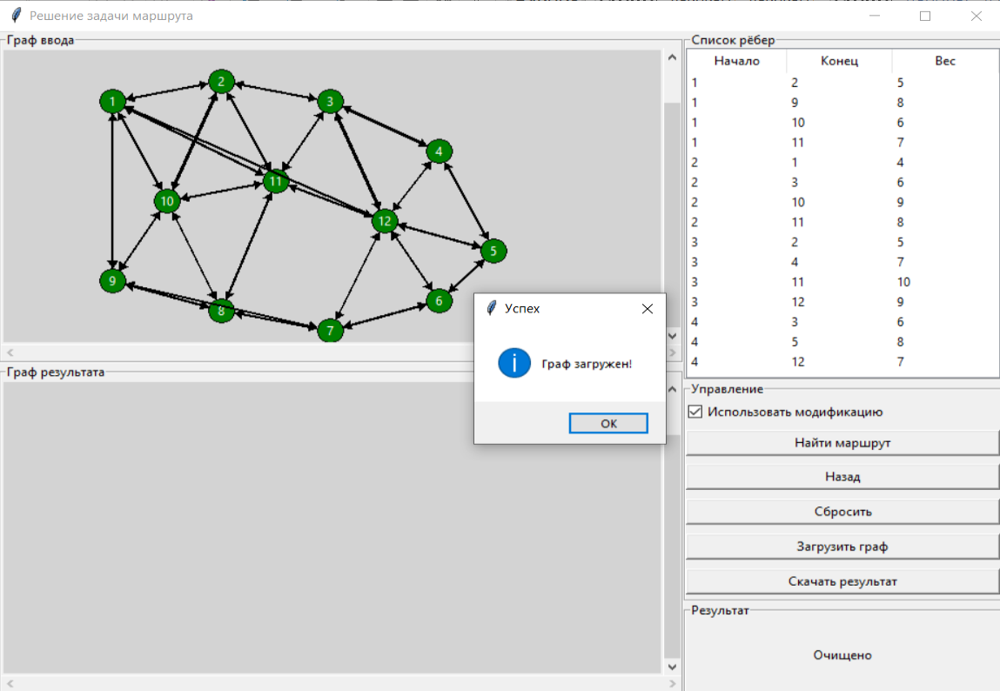 Решение задачи маршрута
Граф ввода
1
2
3
4
5
6
7
8
9
10
11
12
Граф результата
Успех
Граф загружен!
OK
Список рёбер
Начало Конец Вес
1 2 5
1 9 8
1 10 6
1 11 7
2 1 4
2 3 6
2 10 9
2 11 8
3 2 5
3 4 7
3 11 10
3 12 9
4 3 6
4 5 8
4 12 7
Управление
Использовать модификацию
Найти маршрут
Назад
Сбросить
Загрузить граф
Скачать результат
Результат
Очищено